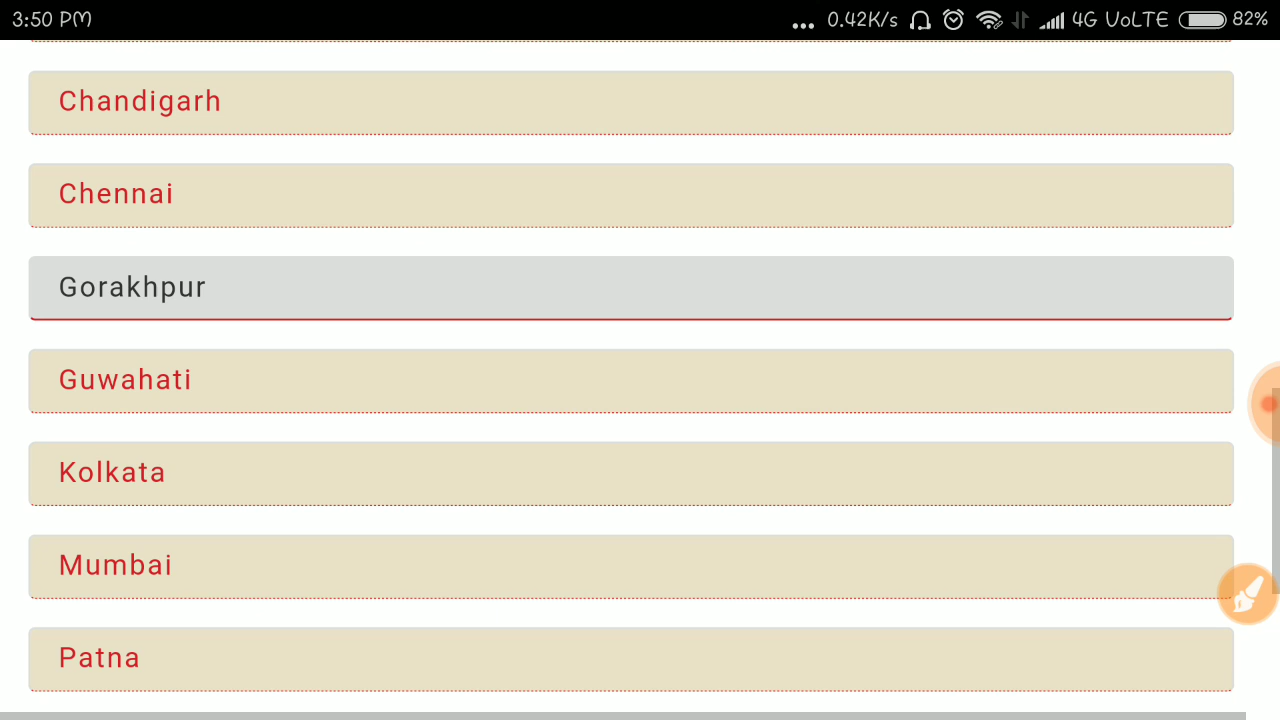 3:50 PM ... 0.42K/s 4G VoLTE 82%
Chandigarh
Chennai
Gorakhpur
Guwahati
Kolkata
Mumbai
Patna